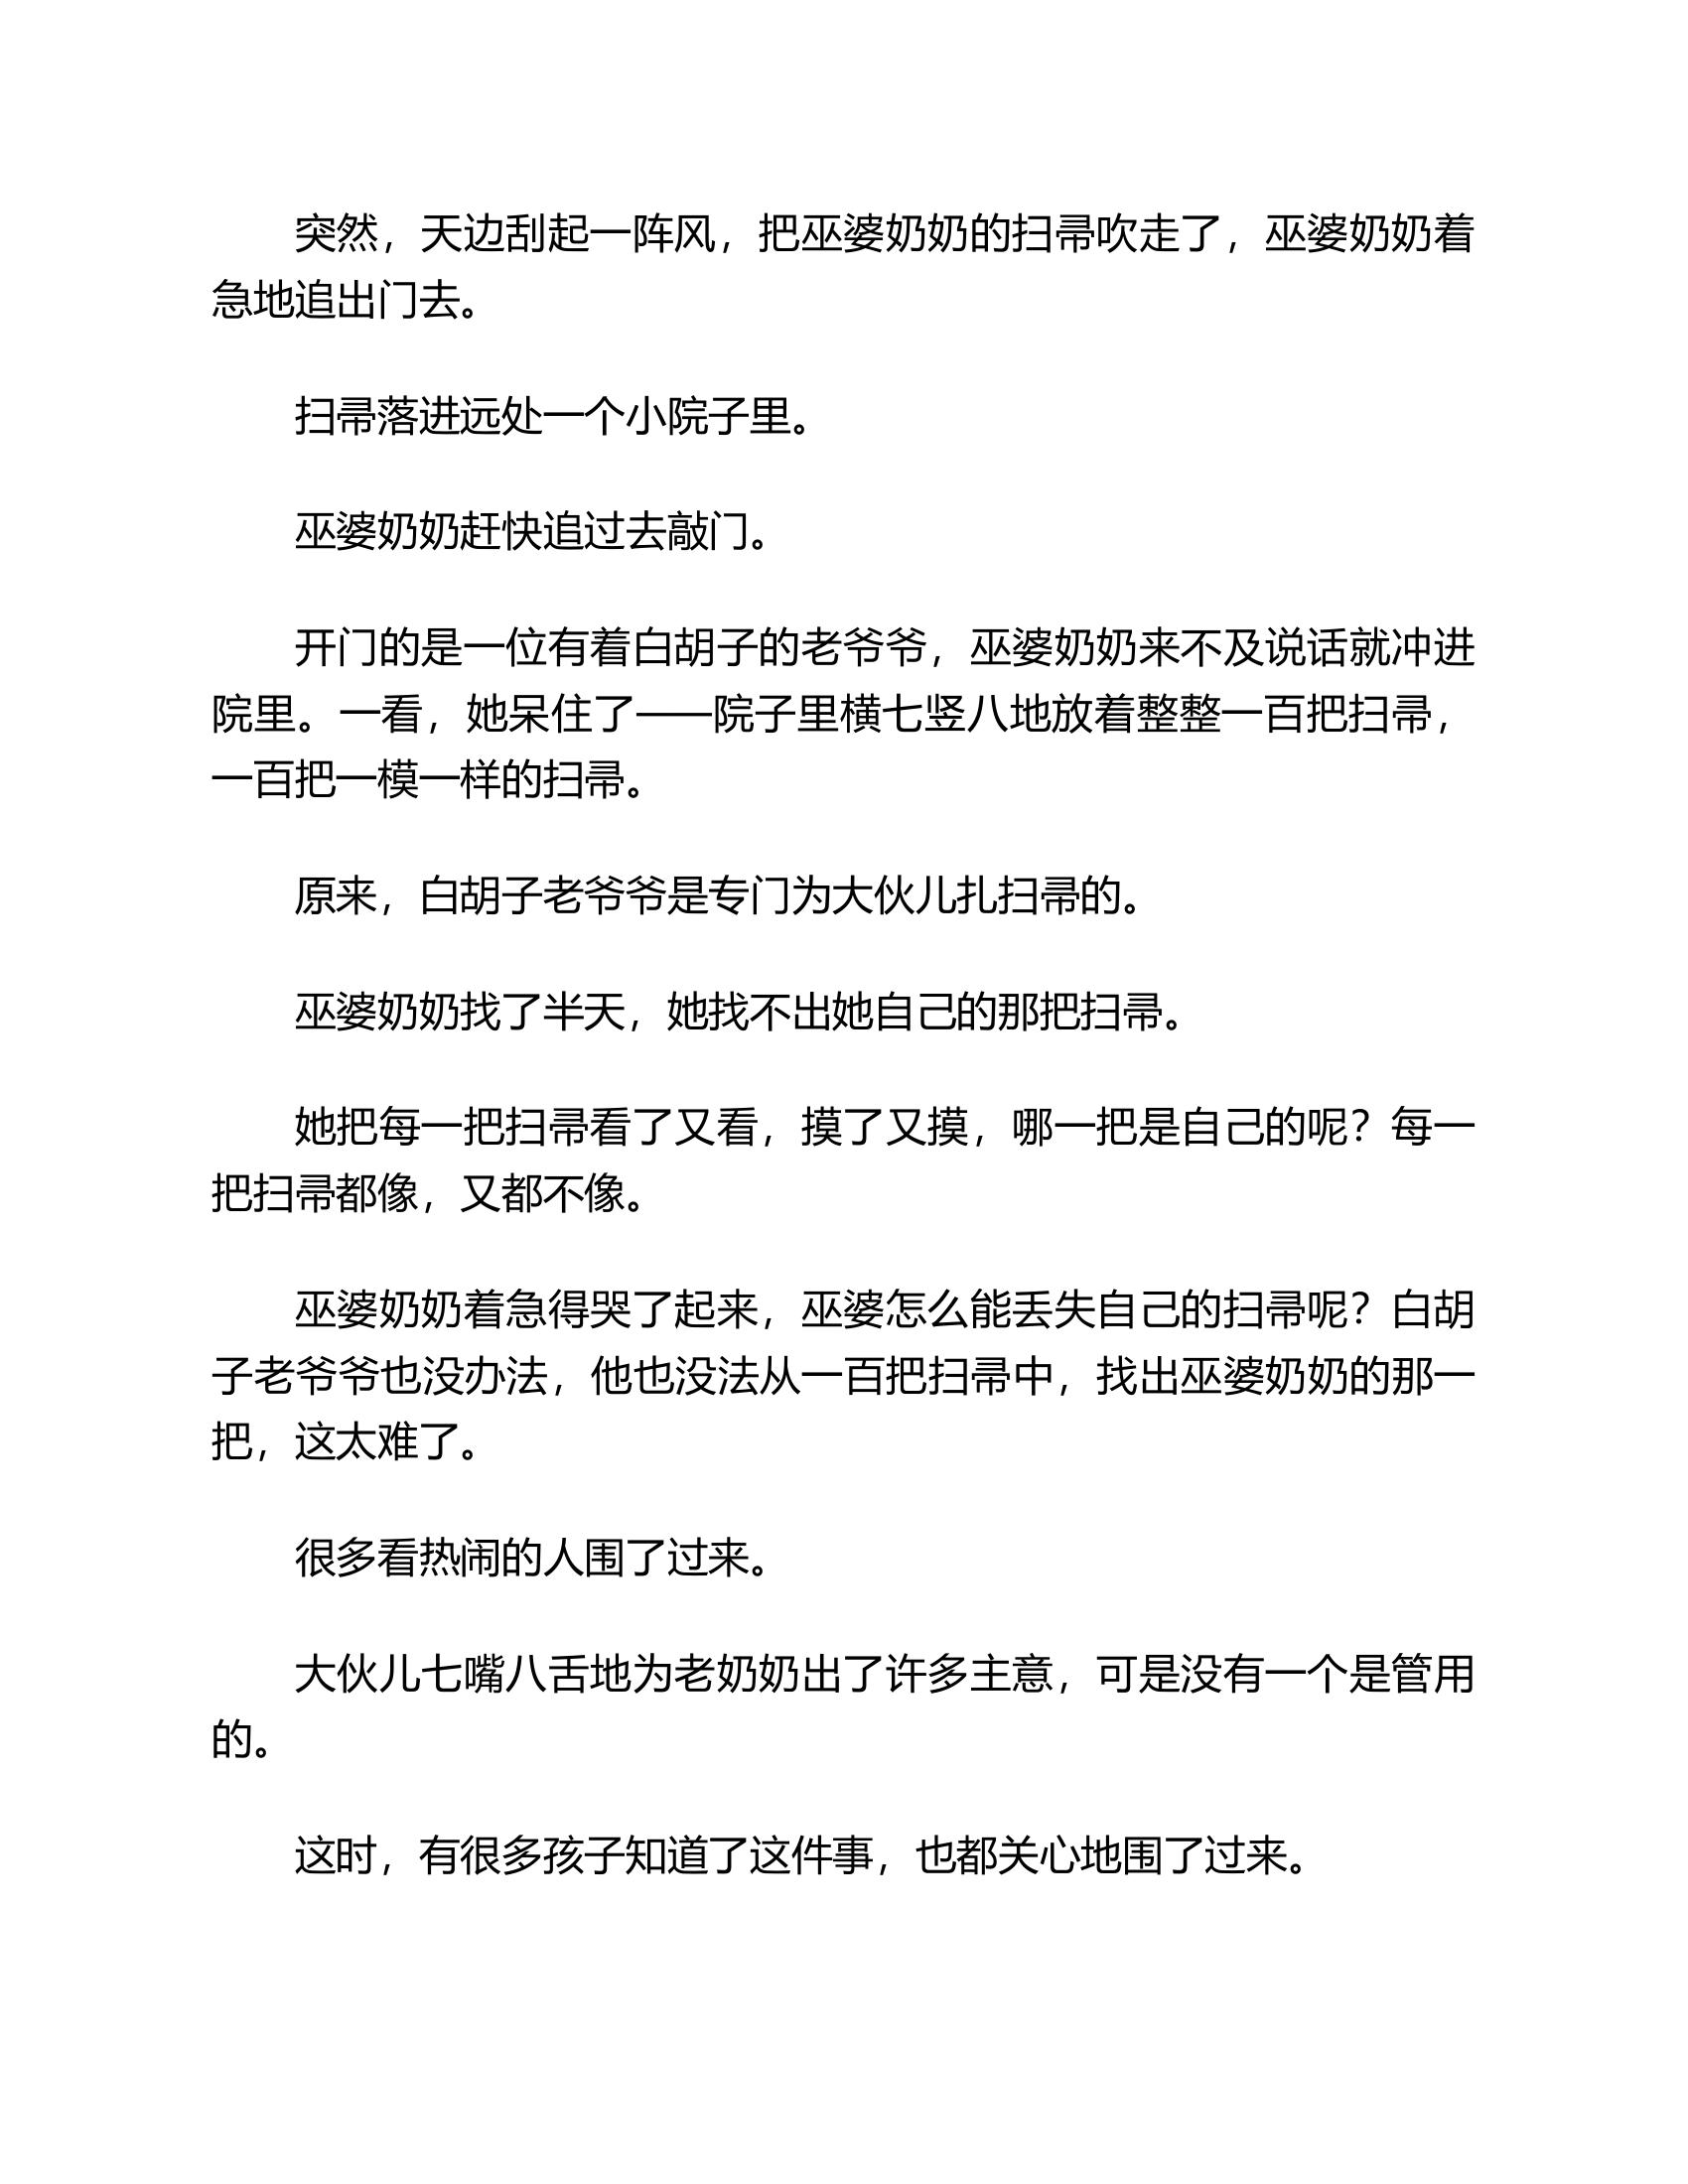 突然，天边刮起一阵风，把巫婆奶奶的扫帚吹走了，巫婆奶奶着
急地追出门去。
扫帚落进远处一个小院子里。
巫婆奶奶赶快追过去敲门。
开门的是一位有着白胡子的老爷爷，巫婆奶奶来不及说话就冲进
院里。一看，她呆住了——院子里横七竖八地放着整整一百把扫帚，
一百把一模一样的扫帚。
原来，白胡子老爷爷是专门为大伙儿扎扫帚的。
巫婆奶奶找了半天，她找不出她自己的那把扫帚。
她把每一把扫帚看了又看，摸了又摸，哪一把是自己的呢？每一
把扫帚都像，又都不像。
巫婆奶奶着急得哭了起来，巫婆怎么能丢失自己的扫帚呢？白胡
子老爷爷也没办法，他也没法从一百把扫帚中，找出巫婆奶奶的那一
把，这太难了。
很多看热闹的人围了过来。
大伙儿七嘴八舌地为老奶奶出了许多主意，可是没有一个是管用
的。
这时，有很多孩子知道了这件事，也都关心地围了过来。